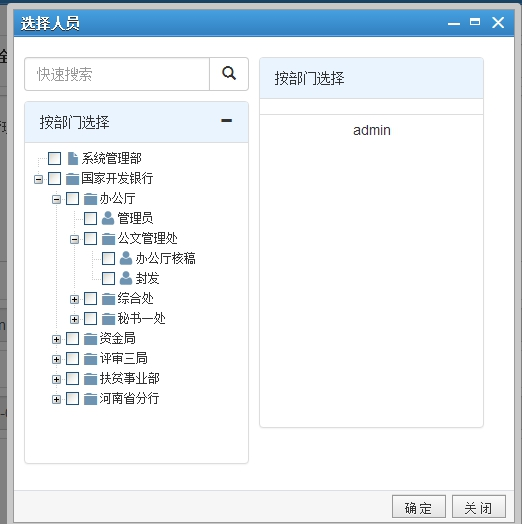 选择人员
快速搜索
按部门选择
系统管理部
国家开发银行
办公厅
管理员
公文管理处
办公厅核稿
封发
综合处
秘书一处
资金局
评审三局
扶贫事业部
河南省分行
按部门选择
admin
确定
关闭